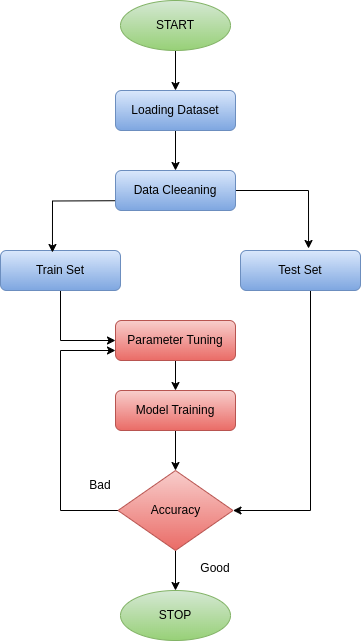 START
Loading Dataset
Data Cleeaning
Train Set
Test Set
Parameter Tuning
Model Training
Bad
Accuracy
Good
STOP